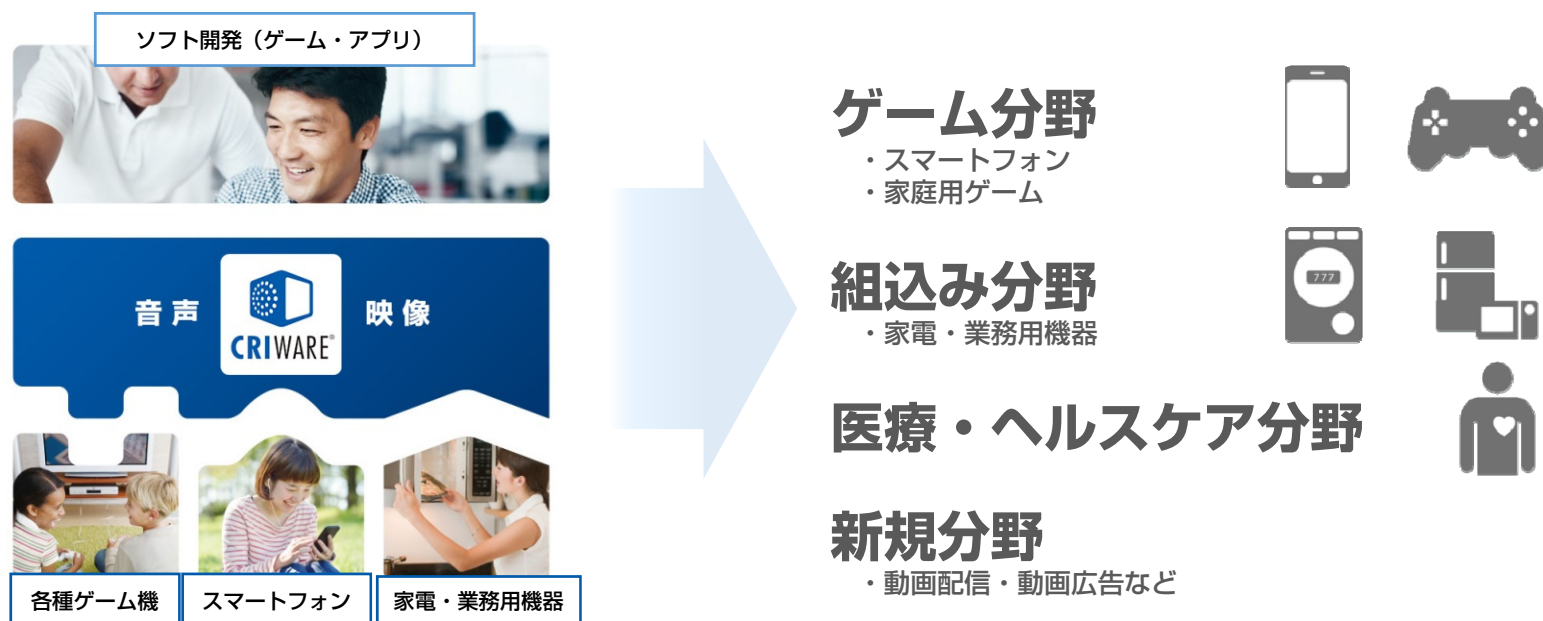 ソフト開発（ゲーム・アプリ）
音声
CRIWARE®
映像
各種ゲーム機
スマートフォン
家電・業務用機器
ゲーム分野
・スマートフォン
・家庭用ゲーム
組込み分野
777
・家電・業務用機器
医療・ヘルスケア分野
新規分野
・動画配信・動画広告など